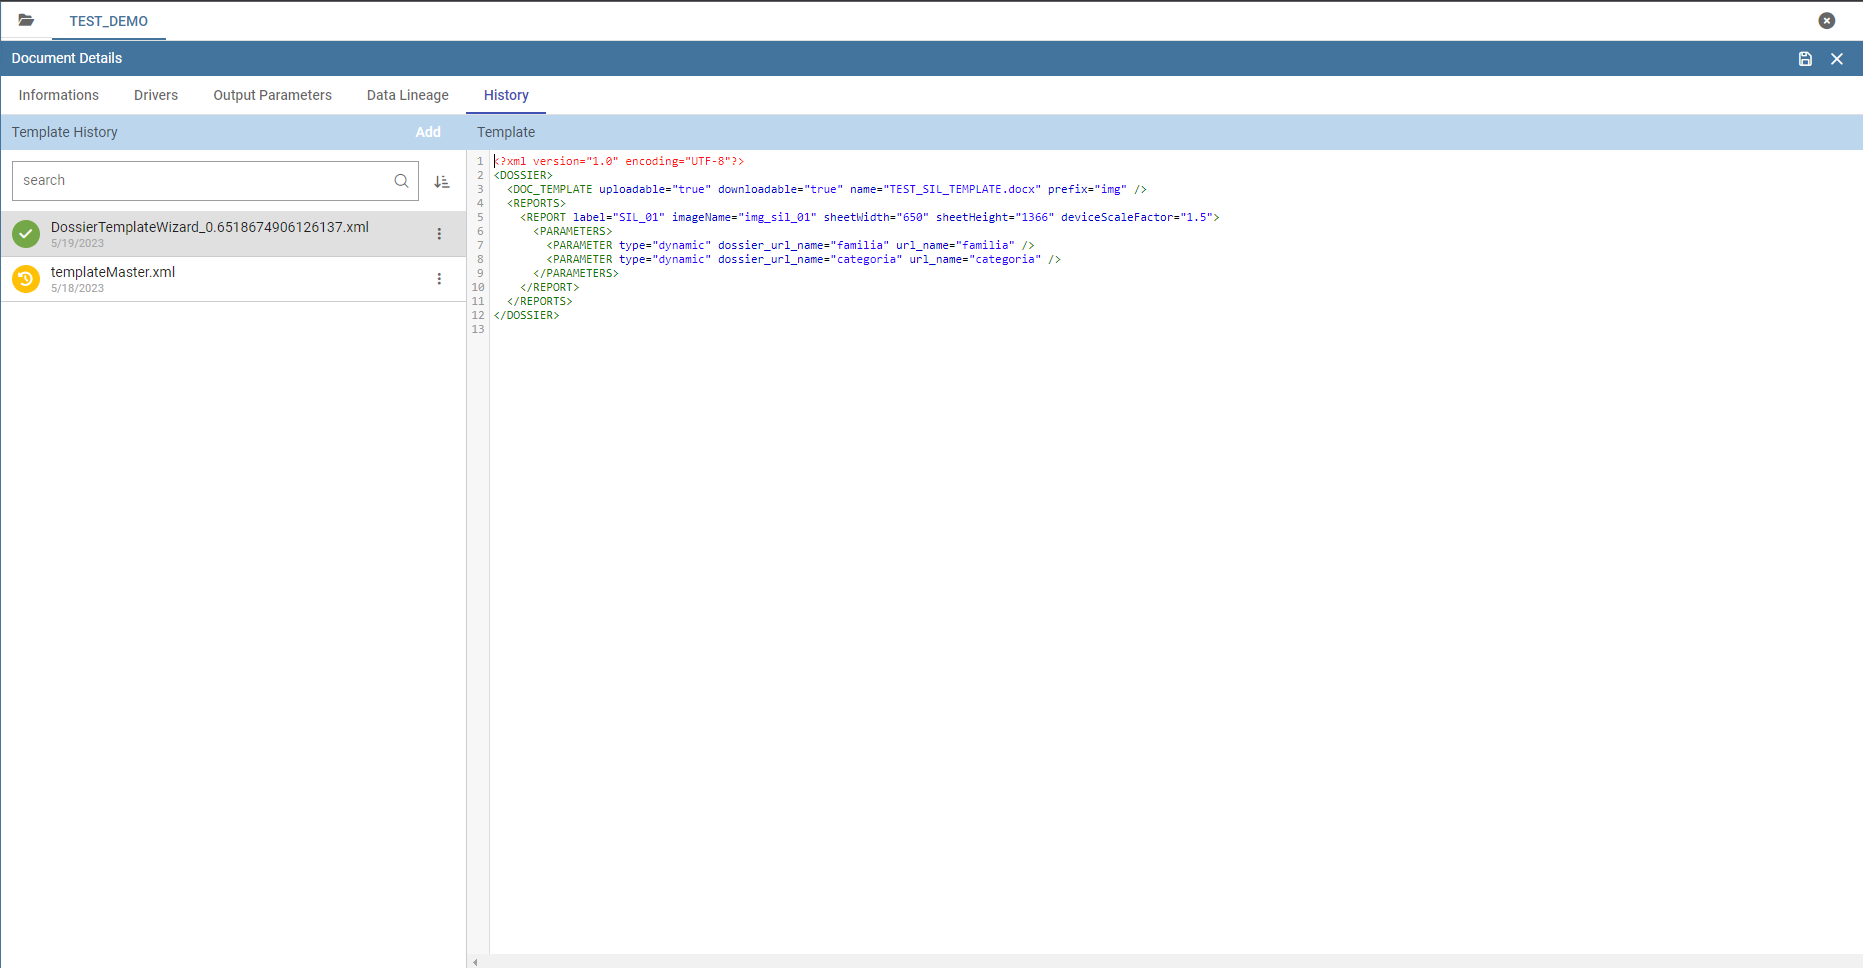 TEST_DEMO
Document Details
Informations Drivers Output Parameters Data Lineage History
Template History Add
search
DossierTemplateWizard_0.6518674906126137.xml
5/19/2023
templateMaster.xml
5/18/2023
Template
1 <?xml version="1.0" encoding="UTF-8"?>
2 <DOSSIER>
3 <DOC_TEMPLATE uploadable="true" downloadable="true" name="TEST_SIL_TEMPLATE.docx" prefix="img" />
4 <REPORTS>
5 <REPORT label="SIL_01" imageName="img_sil_01" sheetWidth="650" sheetHeight="1366" deviceScaleFactor="1.5">
6 <PARAMETERS>
7 <PARAMETER type="dynamic" dossier_url_name="familia" url_name="familia" />
8 <PARAMETER type="dynamic" dossier_url_name="categoria" url_name="categoria" />
9 </PARAMETERS>
10 </REPORT>
11 </REPORTS>
12 </DOSSIER>
13